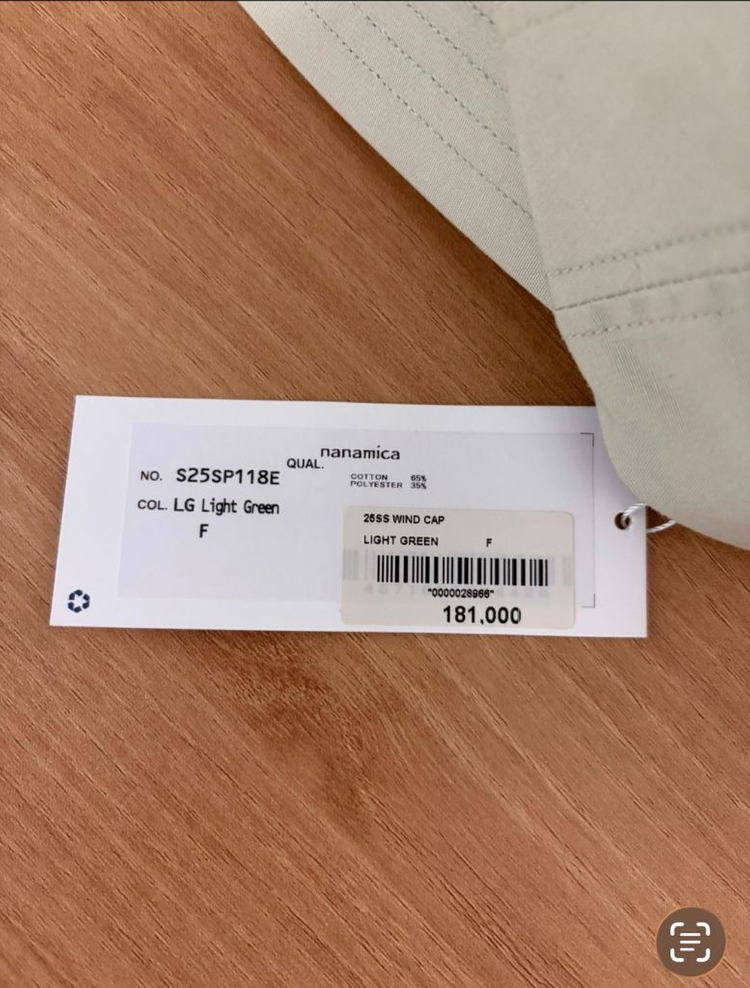 nanamica
QUAL.
NO. S25SP118E
COTTON 65%
POLYESTER 35%
COL. LG Light Green
F
25SS WIND CAP
LIGHT GREEN F
*0000028966*
181,000